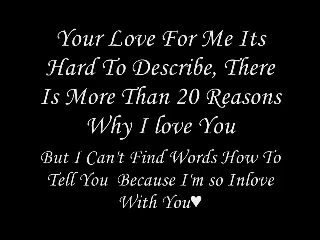 Your Love For Me Its
Hard To Describe, There
Is More Than 20 Reasons
Why I love You
But I Can't Find Words How To
Tell You Because I'm so Inlove
With You♥